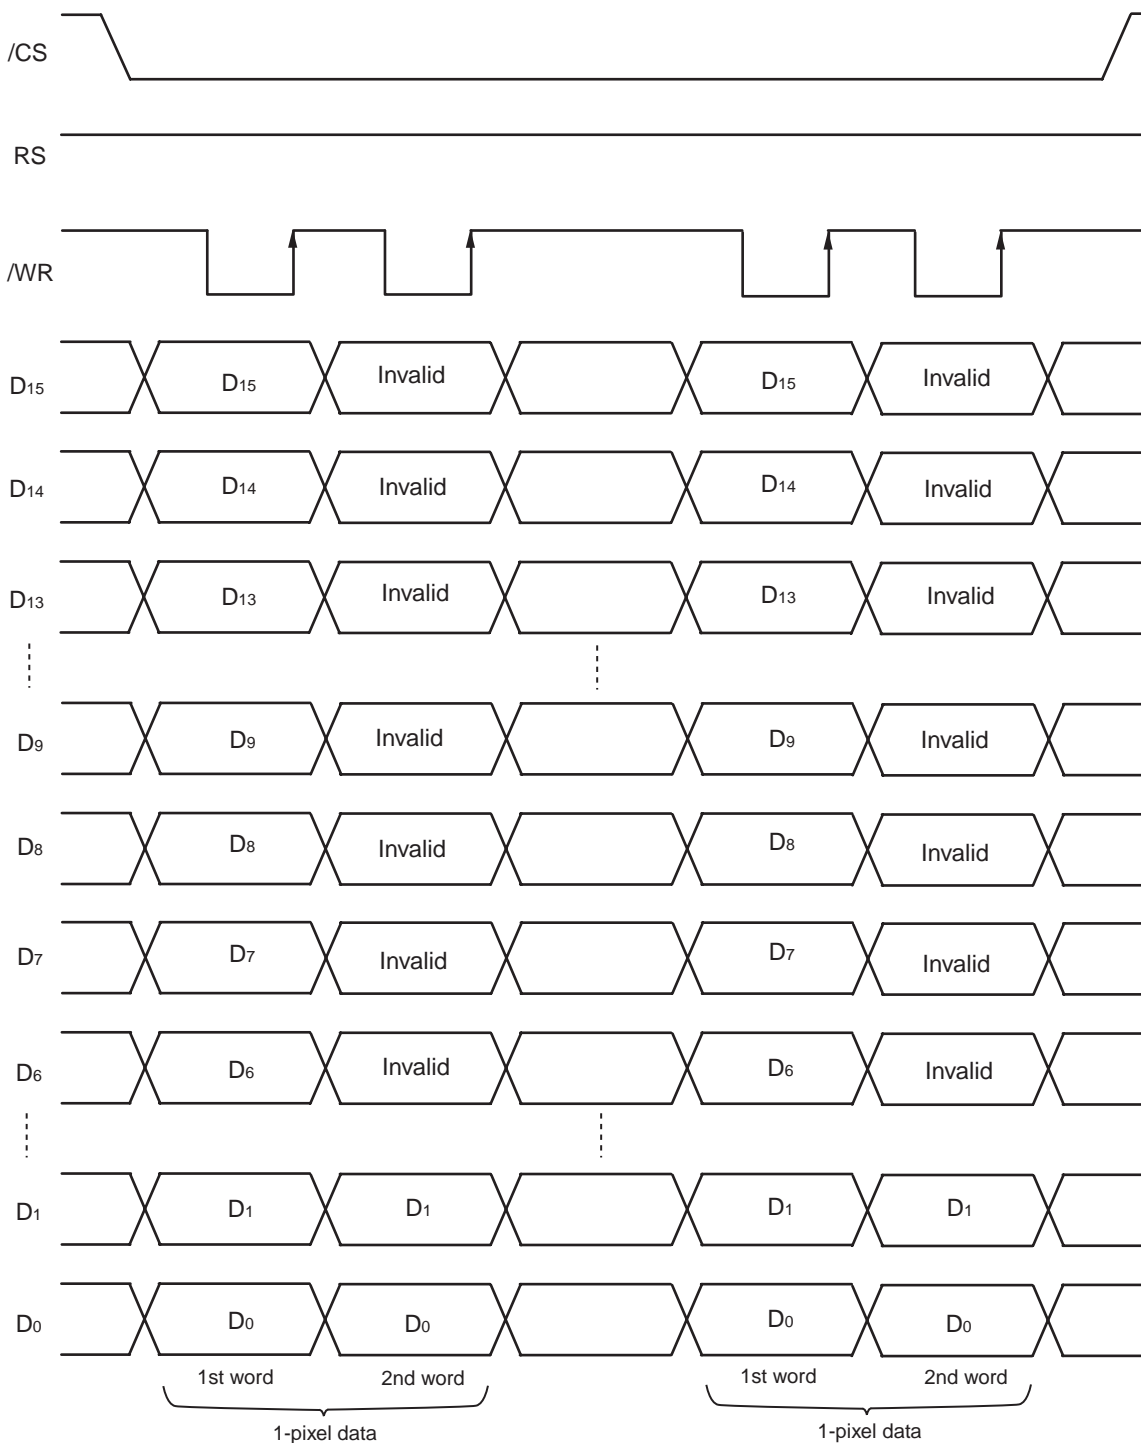 /CS
RS
/WR
D15 D15 Invalid D15 Invalid
D14 D14 Invalid D14 Invalid
D13 D13 Invalid D13 Invalid
D9 D9 Invalid D9 Invalid
D8 D8 Invalid D8 Invalid
D7 D7 Invalid D7 Invalid
D6 D6 Invalid D6 Invalid
D1 D1 D1 D1 D1
D0 D0 D0 D0 D0
1st word 2nd word 1st word 2nd word
1-pixel data 1-pixel data